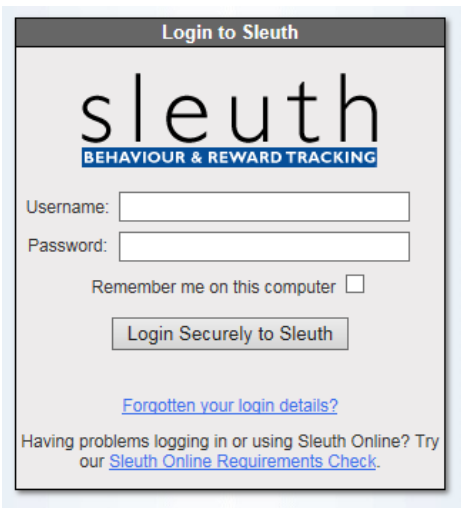 Login to Sleuth
sleuth
BEHAVIOUR & REWARD TRACKING
Username:
Password:
Remember me on this computer
Login Securely to Sleuth
Forgotten your login details?
Having problems logging in or using Sleuth Online? Try
our Sleuth Online Requirements Check.